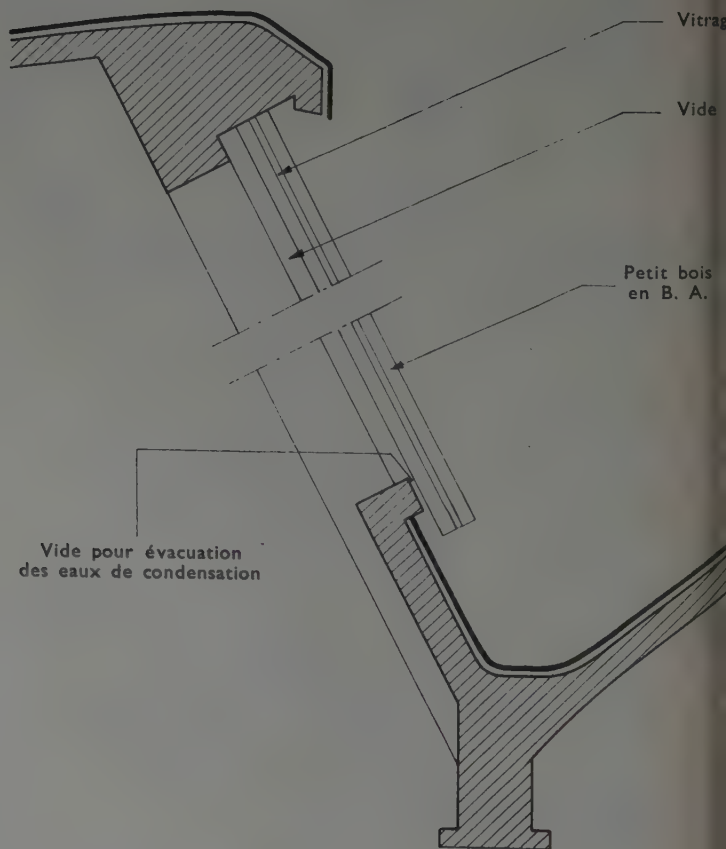 Vitrag
Vide
Petit bois
en B. A.
Vide pour évacuation
des eaux de condensation